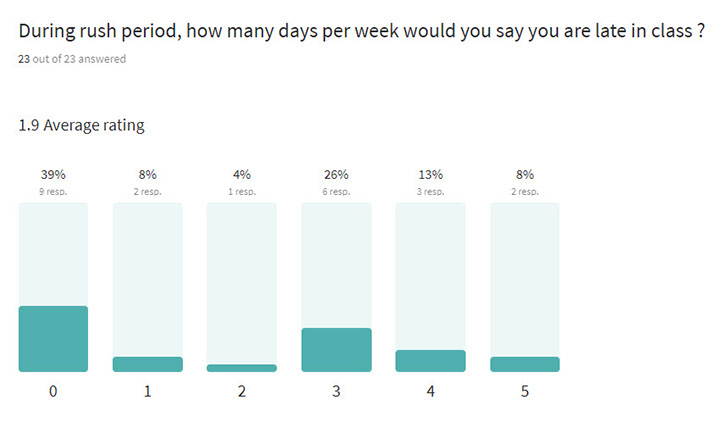 During rush period, how many days per week would you say you are late in class ?
23 out of 23 answered
1.9 Average rating
39% 8% 4% 26% 13% 8%
9 resp. 2 resp. 1 resp. 6 resp. 3 resp. 2 resp.
0 1 2 3 4 5